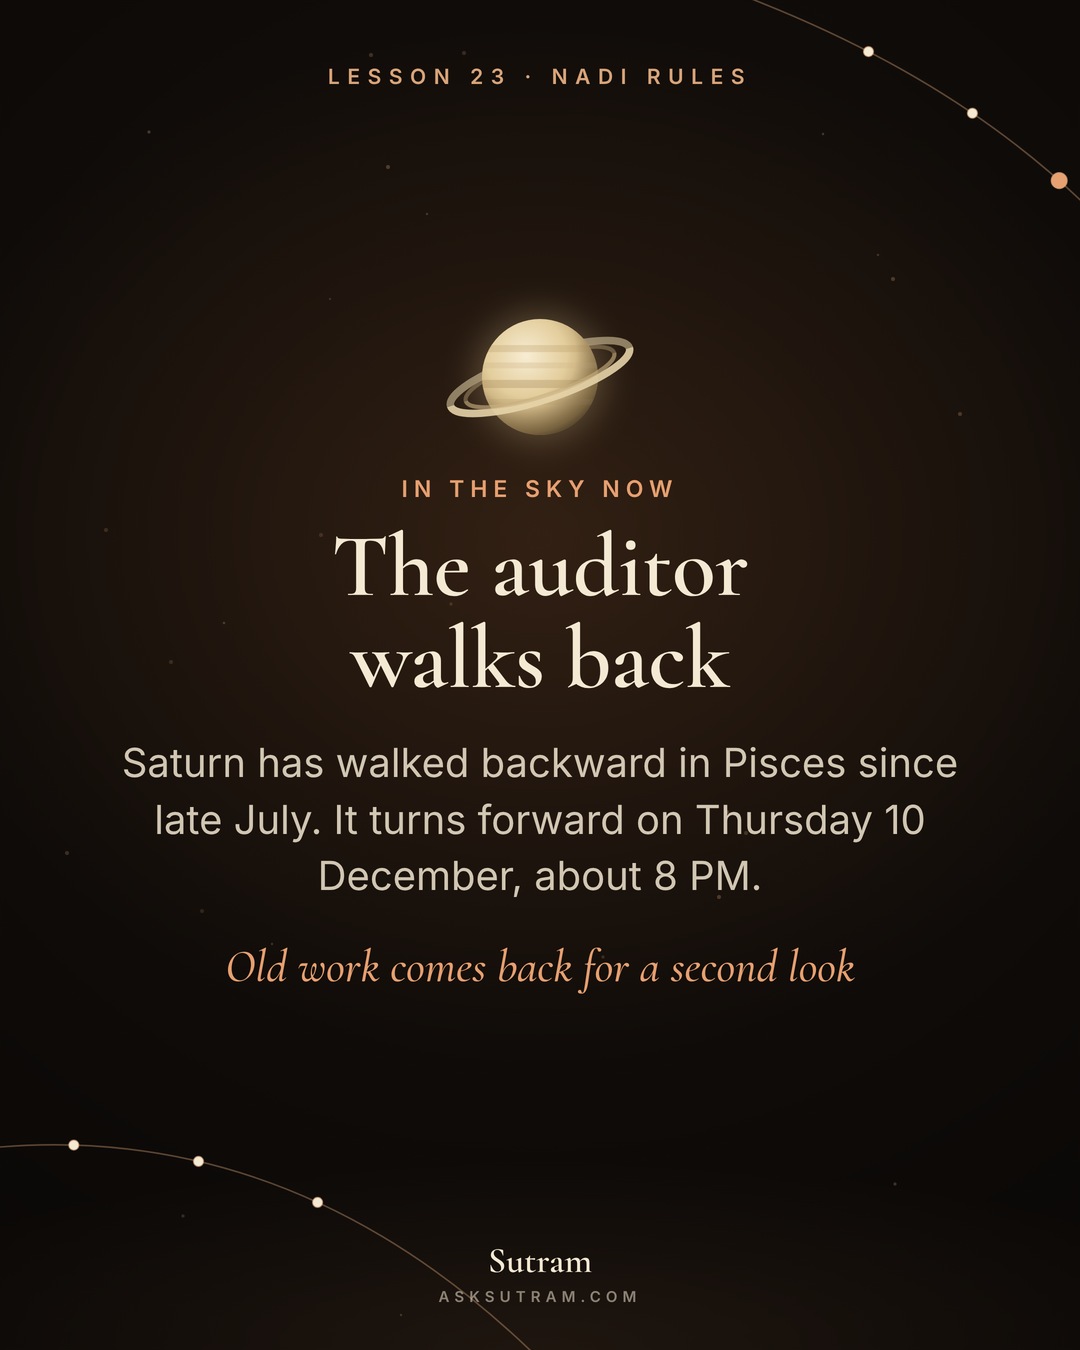 LESSON 23 · NADI RULES
IN THE SKY NOW
The auditor
walks back
Saturn has walked backward in Pisces since
late July. It turns forward on Thursday 10
December, about 8 PM.
Old work comes back for a second look
Sutram
ASKSUTRAM.COM